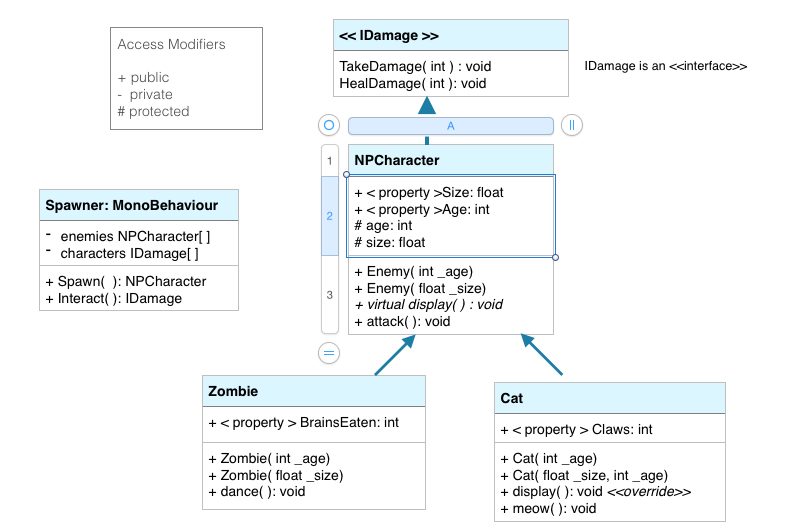 Access Modifiers
+ public
- private
# protected
<< IDamage >>
TakeDamage( int ) : void
HealDamage( int ): void
IDamage is an <<interface>>
A
1
2
3
NPCharacter
+ < property >Size: float
+ < property >Age: int
# age: int
# size: float
+ Enemy( int _age)
+ Enemy( float _size)
+ virtual display( ) : void
+ attack( ): void
Spawner: MonoBehaviour
- enemies NPCharacter[ ]
- characters IDamage[ ]
+ Spawn( ): NPCharacter
+ Interact( ): IDamage
Zombie
+ < property > BrainsEaten: int
+ Zombie( int _age)
+ Zombie( float _size)
+ dance( ): void
Cat
+ < property > Claws: int
+ Cat( int _age)
+ Cat( float _size, int _age)
+ display( ): void <<override>>
+ meow( ): void